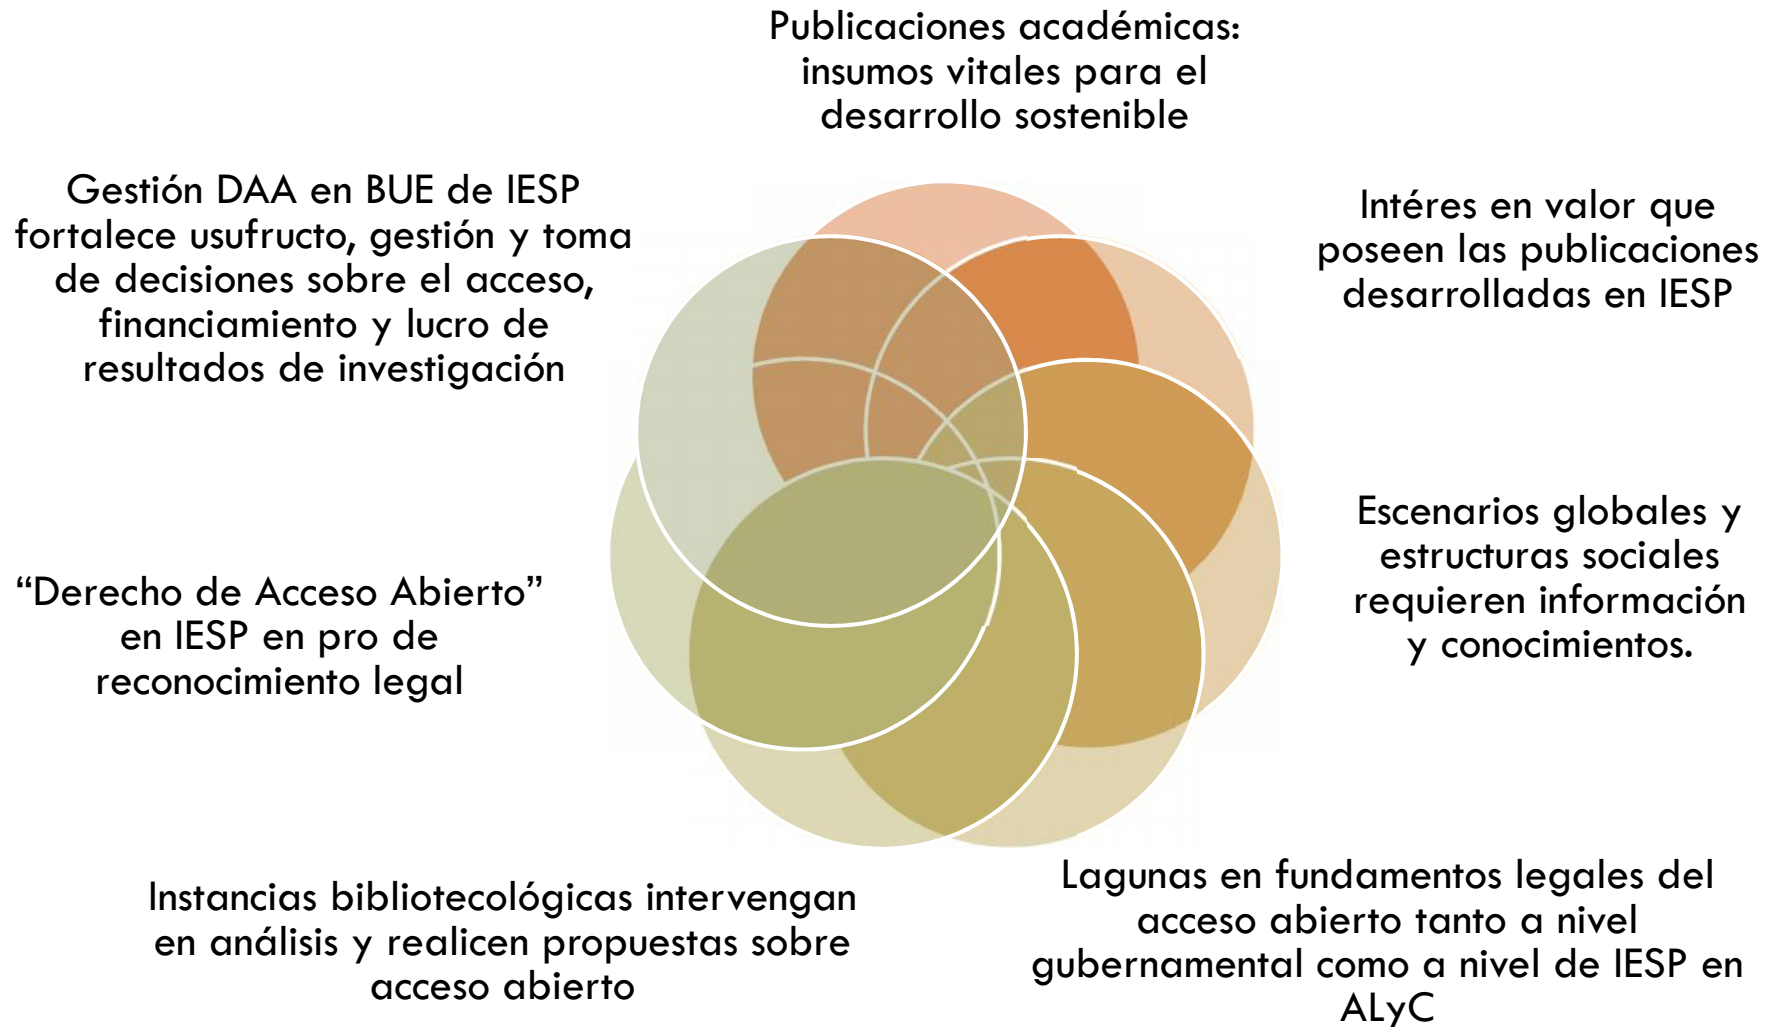 Publicaciones académicas:
insumos vitales para el
desarrollo sostenible
Intéres en valor que
poseen las publicaciones
desarrolladas en IESP
Escenarios globales y
estructuras sociales
requieren información
y conocimientos.
Lagunas en fundamentos legales del
acceso abierto tanto a nivel
gubernamental como a nivel de IESP en
ALyC
Instancias bibliotecológicas intervengan
en análisis y realicen propuestas sobre
acceso abierto
“Derecho de Acceso Abierto”
en IESP en pro de
reconocimiento legal
Gestión DAA en BUE de IESP
fortalece usufructo, gestión y toma
de decisiones sobre el acceso,
financiamiento y lucro de
resultados de investigación